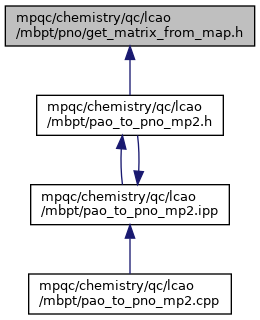 mpqc/chemistry/qc/lcao
/mbpt/pno/get_matrix_from_map.h
mpqc/chemistry/qc/lcao
/mbpt/pao_to_pno_mp2.h
mpqc/chemistry/qc/lcao
/mbpt/pao_to_pno_mp2.ipp
mpqc/chemistry/qc/lcao
/mbpt/pao_to_pno_mp2.cpp